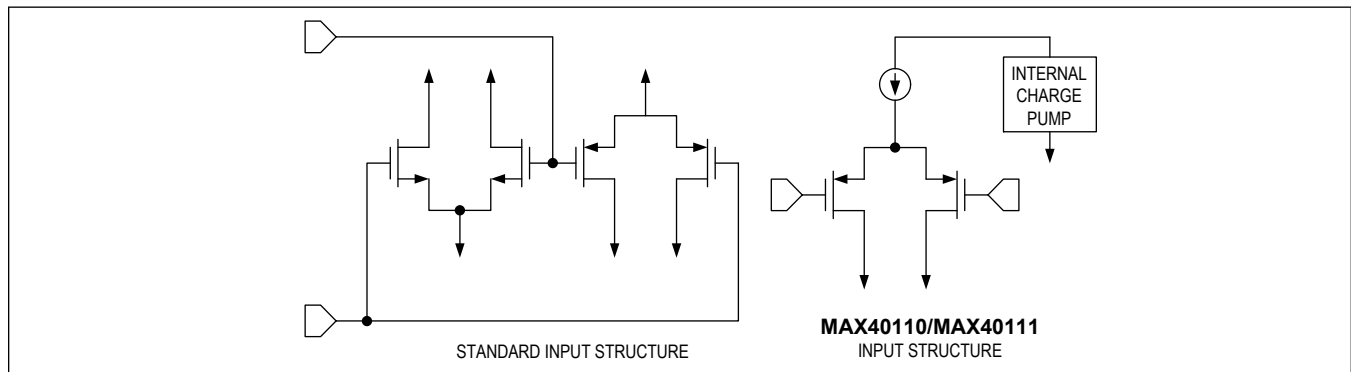 INTERNAL
CHARGE
PUMP
STANDARD INPUT STRUCTURE
MAX40110/MAX40111
INPUT STRUCTURE